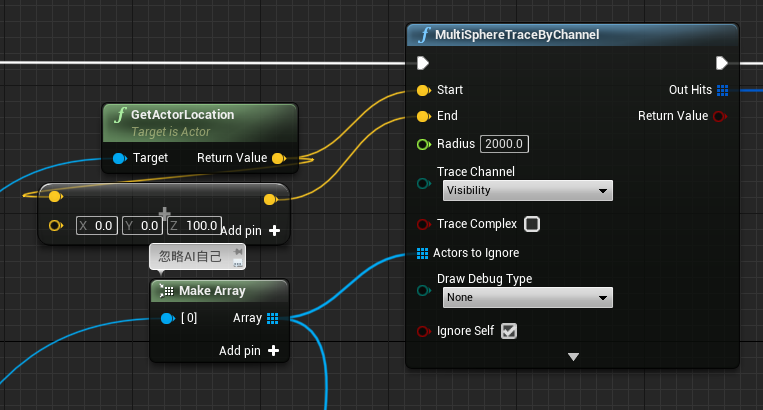 MultiSphereTraceByChannel
Start
Out Hits
End
Return Value
Radius 2000.0
Trace Channel
Visibility
Trace Complex
Actors to Ignore
Draw Debug Type
None
Ignore Self
GetActorLocation
Target is Actor
Target Return Value
X 0.0 Y 0.0 Z 100.0
Add pin +
忽略AI自己
Make Array
[0] Array
Add pin +